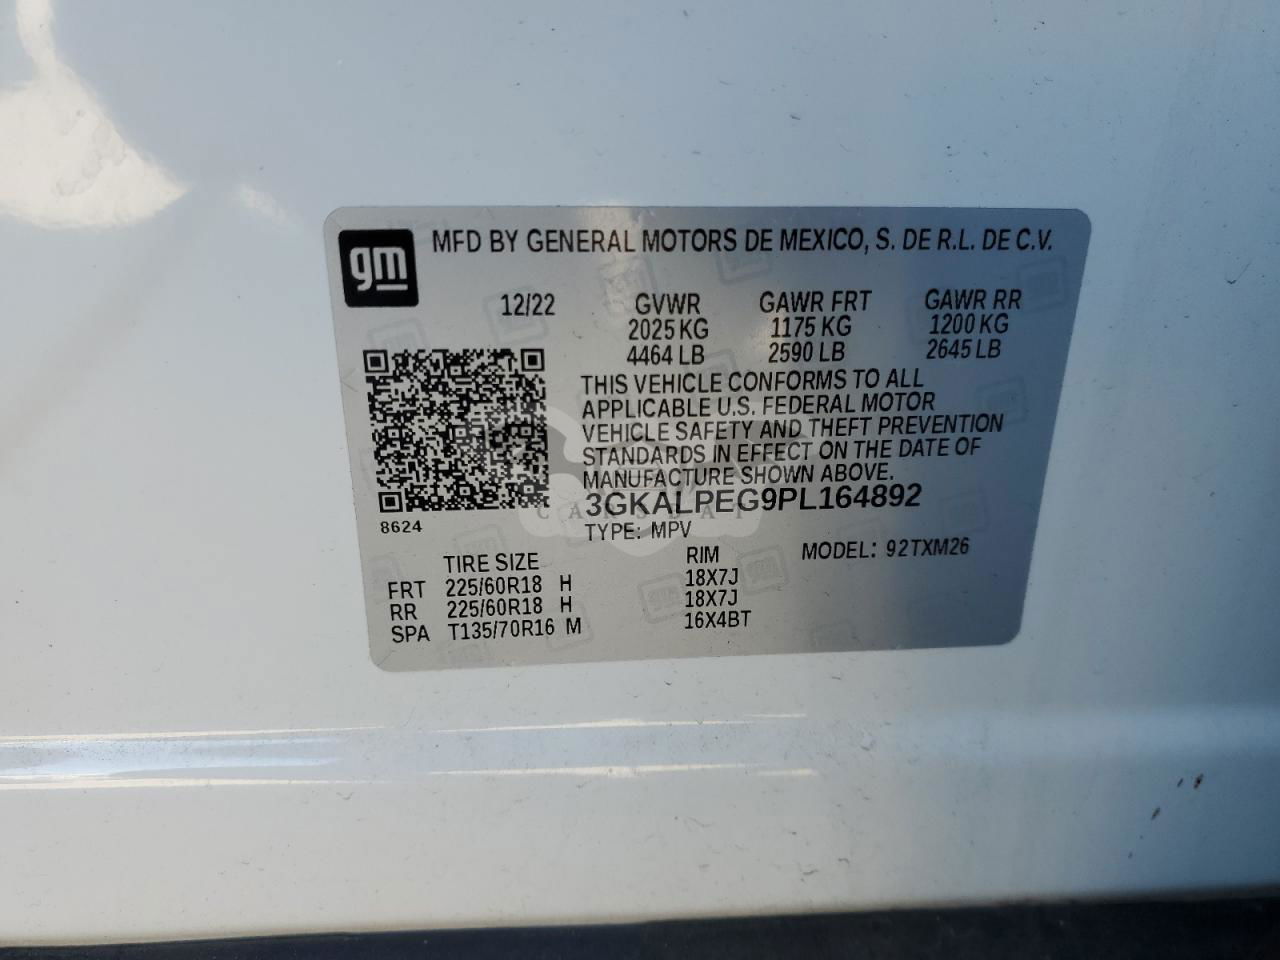 gm
MFD BY GENERAL MOTORS DE MEXICO, S. DE R.L. DE C.V.
12/22 GVWR GAWR FRT GAWR RR
2025 KG 1175 KG 1200 KG
4464 LB 2590 LB 2645 LB
THIS VEHICLE CONFORMS TO ALL
APPLICABLE U.S. FEDERAL MOTOR
VEHICLE SAFETY AND THEFT PREVENTION
STANDARDS IN EFFECT ON THE DATE OF
MANUFACTURE SHOWN ABOVE.
3GKALPEG9PL164892
8624
TYPE: MPV
TIRE SIZE RIM MODEL: 92TXM26
FRT 225/60R18 H 18X7J
RR 225/60R18 H 18X7J
SPA T135/70R16 M 16X4BT